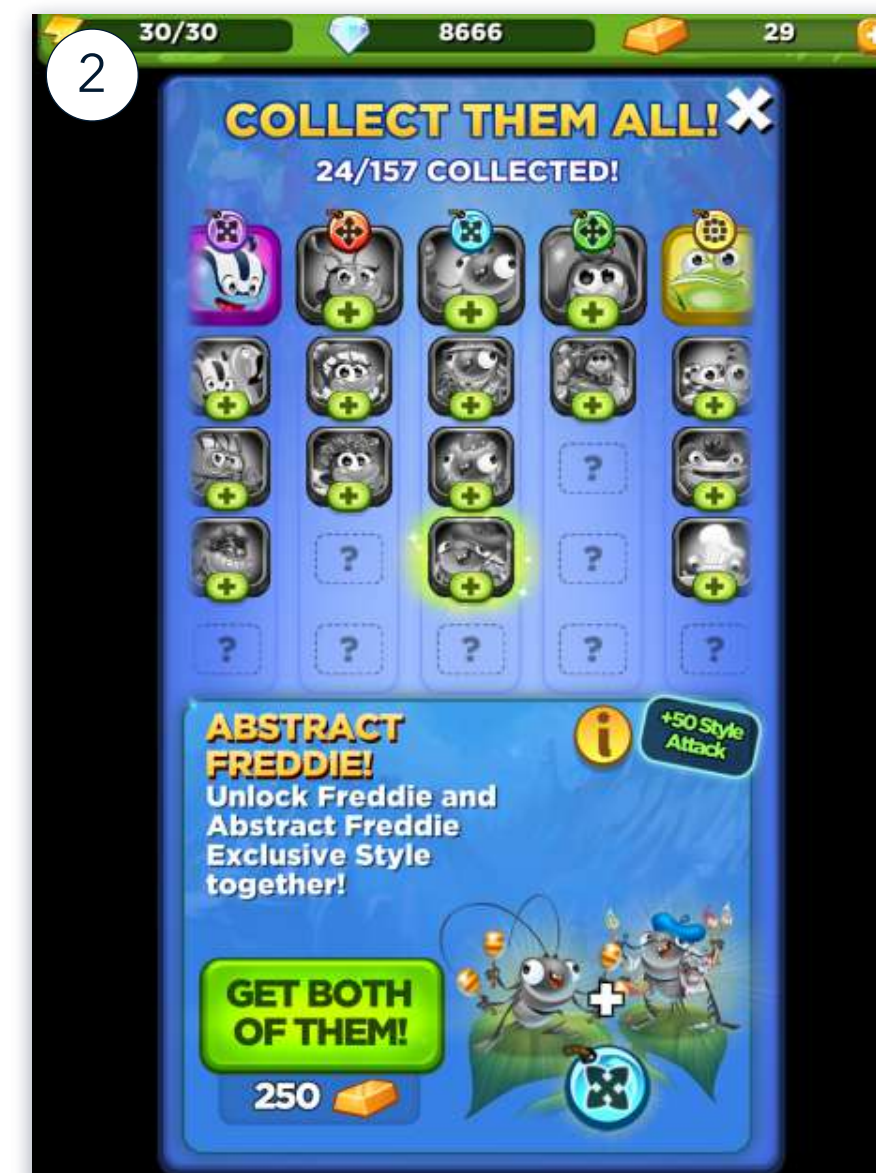 30/30 8666 29
2
COLLECT THEM ALL!
24/157 COLLECTED!
?
? ?
? ? ? ? ?
ABSTRACT
FREDDIE!
+50 Style
Attack
Unlock Freddie and
Abstract Freddie
Exclusive Style
together!
GET BOTH
OF THEM!
250